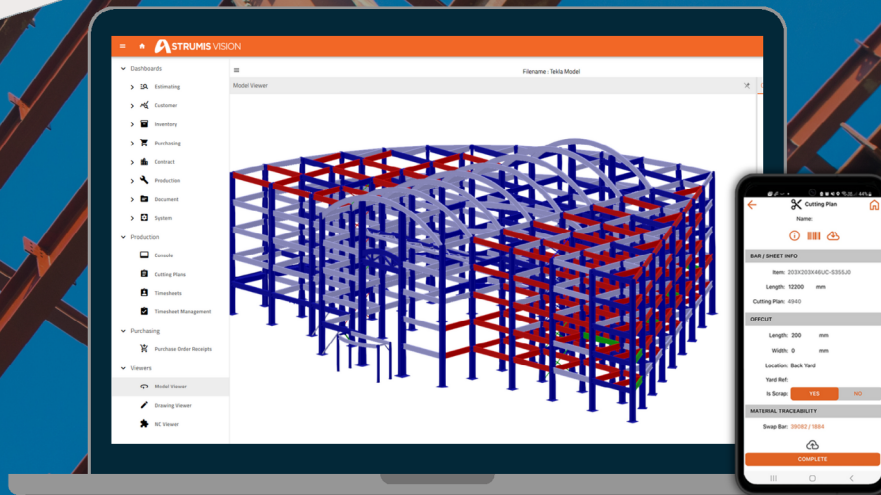 STRUMIS VISION
Dashboards
Estimating
Customer
Inventory
Purchasing
Contract
Production
Document
System
Production
Console
Cutting Plans
Timesheets
Timesheet Management
Purchasing
Purchase Order Receipts
Viewers
Model Viewer
Drawing Viewer
NC Viewer
Filename : Tekla Model
Model Viewer
44%
Cutting Plan
Name:
BAR / SHEET INFO
Item: 203X203X46UC-S355J0
Length: 12200 mm
Cutting Plan: 4940
OFFCUT
Length: 200 mm
Width: 0 mm
Location: Back Yard
Yard Ref:
Is Scrap: YES NO
MATERIAL TRACEABILITY
Swap Bar: 39082 / 1884
COMPLETE